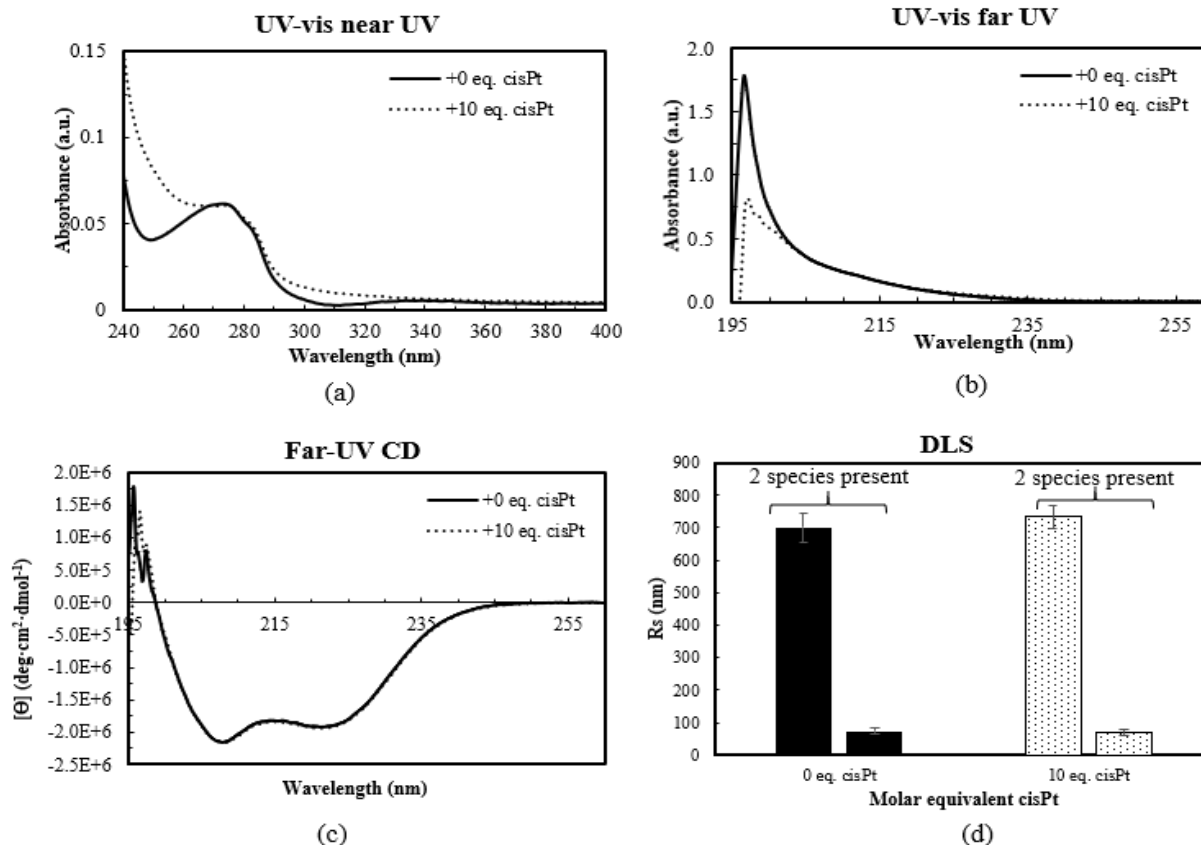 UV-vis near UV
0.15
0.1
0.05
0
Absorbance (a.u.)
+0 eq. cisPt
+10 eq. cisPt
240 260 280 300 320 340 360 380 400
Wavelength (nm)
(a)
UV-vis far UV
2.0
1.5
1.0
0.5
0.0
Absorbance (a.u.)
+0 eq. cisPt
+10 eq. cisPt
195 215 235 255
Wavelength (nm)
(b)
Far-UV CD
2.0E+6
1.5E+6
1.0E+6
5.0E+5
0.0E+0
-5.0E+5
-1.0E+6
-1.5E+6
-2.0E+6
-2.5E+6
[Θ] (deg·cm²·dmol⁻¹)
+0 eq. cisPt
+10 eq. cisPt
195 215 235 255
Wavelength (nm)
(c)
DLS
900
800
700
600
500
400
300
200
100
0
Rs (nm)
2 species present
2 species present
0 eq. cisPt 10 eq. cisPt
Molar equivalent cisPt
(d)